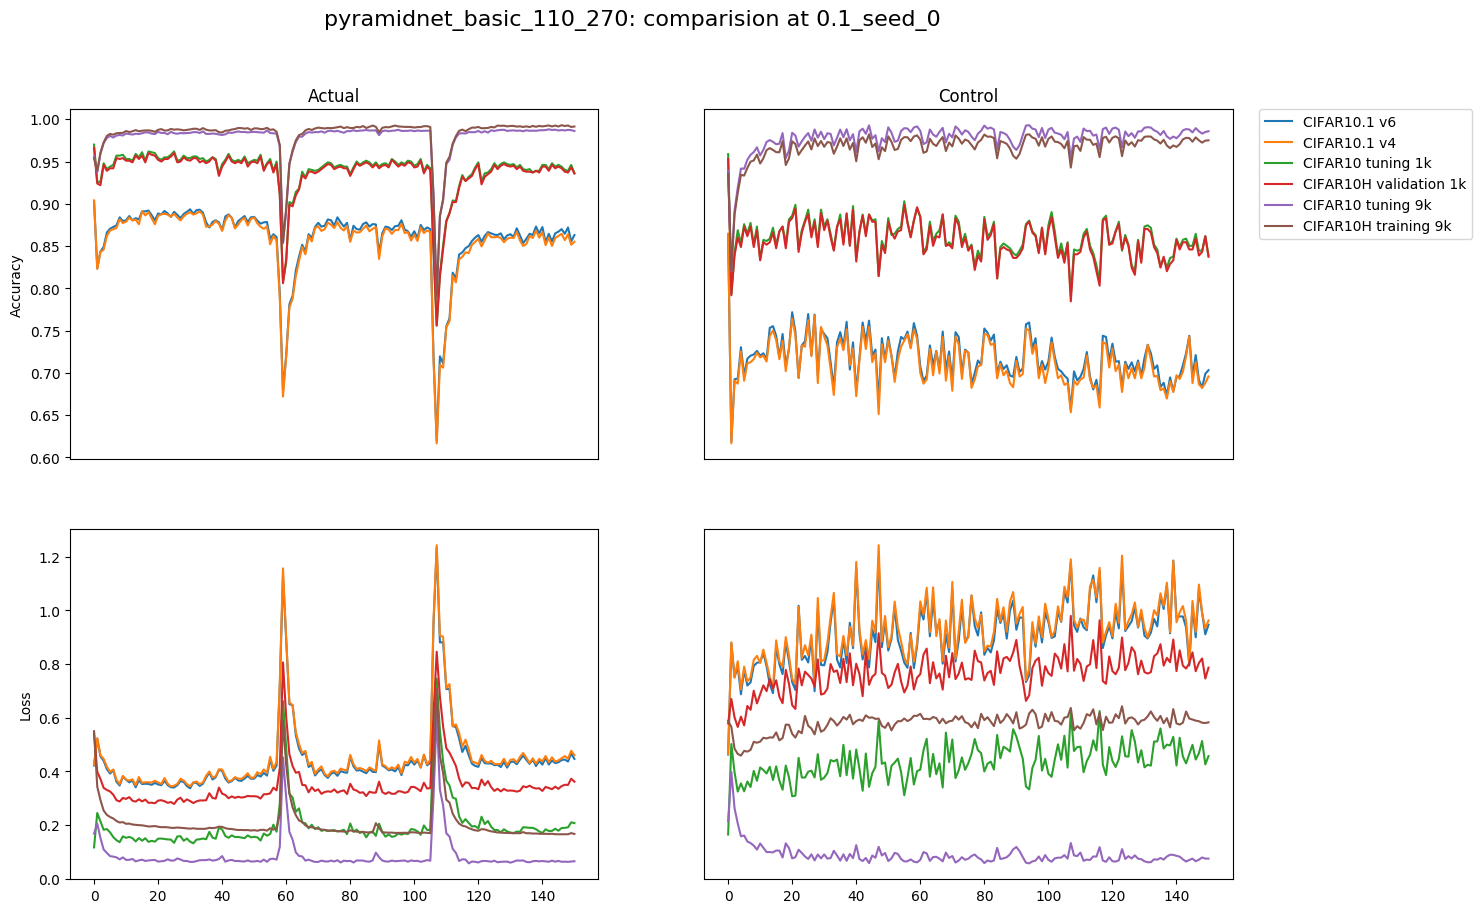 pyramidnet_basic_110_270: comparision at 0.1_seed_0
Actual
Control
1.00
0.95
0.90
0.85
0.80
0.75
0.70
0.65
0.60
Accuracy
CIFAR10.1 v6
CIFAR10.1 v4
CIFAR10 tuning 1k
CIFAR10H validation 1k
CIFAR10 tuning 9k
CIFAR10H training 9k
1.2
1.0
0.8
0.6
0.4
0.2
0.0
Loss
0 20 40 60 80 100 120 140
0 20 40 60 80 100 120 140